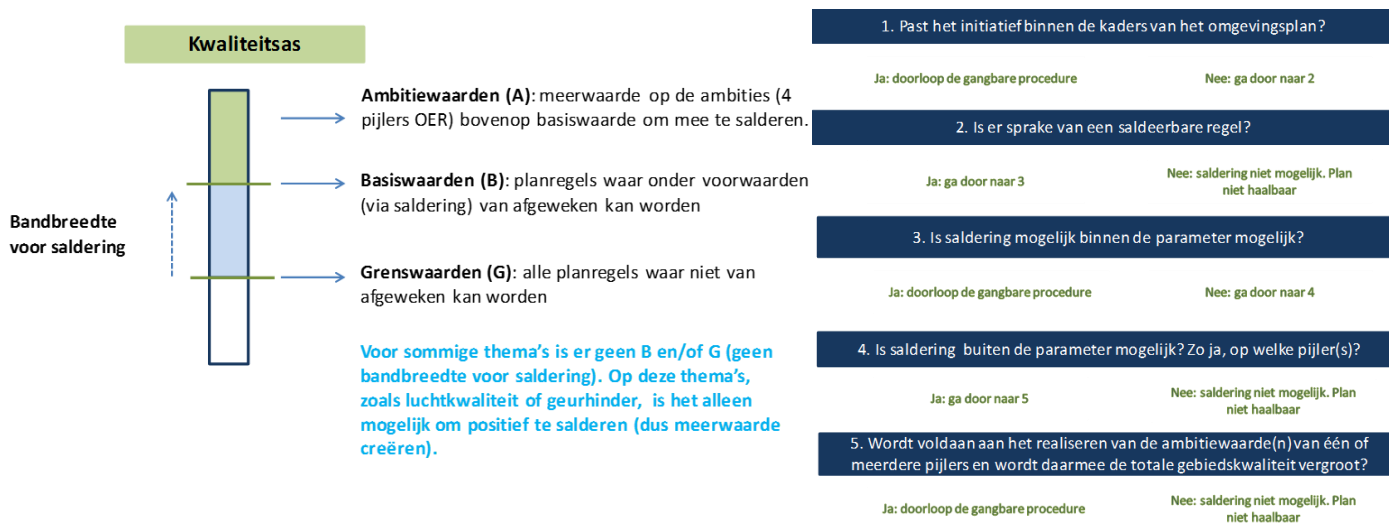 Kwaliteitsas
Ambitiewaarden (A): meerwaarde op de ambities (4
pijlers OER) bovenop basiswaarde om mee te salderen.
Basiswaarden (B): planregels waar onder voorwaarden
(via saldering) van afgeweken kan worden
Bandbreedte
voor saldering
Grenswaarden (G): alle planregels waar niet van
afgeweken kan worden
Voor sommige thema's is er geen B en/of G (geen
bandbreedte voor saldering). Op deze thema's,
zoals luchtkwaliteit of geurhinder, is het alleen
mogelijk om positief te salderen (dus meerwaarde
creëren).
1. Past het initiatief binnen de kaders van het omgevingsplan?
Ja: doorloop de gangbare procedure
Nee: ga door naar 2
2. Is er sprake van een saldeerbare regel?
Ja: ga door naar 3
Nee: saldering niet mogelijk. Plan
niet haalbaar
3. Is saldering mogelijk binnen de parameter mogelijk?
Ja: doorloop de gangbare procedure
Nee: ga door naar 4
4. Is saldering buiten de parameter mogelijk? Zo ja, op welke pijler(s)?
Ja: ga door naar 5
Nee: saldering niet mogelijk. Plan
niet haalbaar
5. Wordt voldaan aan het realiseren van de ambitiewaarde(n) van één of
meerdere pijlers en wordt daarmee de totale gebiedskwaliteit vergroot?
Ja: doorloop de gangbare procedure
Nee: saldering niet mogelijk. Plan
niet haalbaar